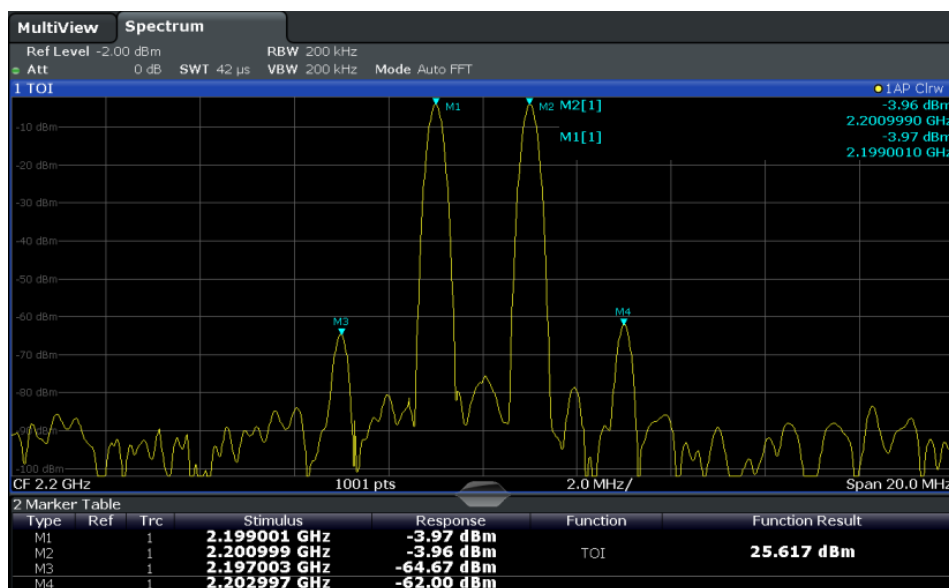 MultiView Spectrum
Ref Level -2.00 dBm RBW 200 kHz
Att 0 dB SWT 42 µs VBW 200 kHz Mode Auto FFT
1 TOI 1AP Clrw
M1 M2 M2[1] -3.96 dBm
2.2009990 GHz
M1[1] -3.97 dBm
2.1990010 GHz
-10 dBm
-20 dBm
-30 dBm
-40 dBm
-50 dBm
-60 dBm
M3 M4
-70 dBm
-80 dBm
-90 dBm
-100 dBm
CF 2.2 GHz 1001 pts 2.0 MHz/ Span 20.0 MHz
2 Marker Table
Type Ref Trc Stimulus Response Function Function Result
M1 1 2.199001 GHz -3.97 dBm
M2 1 2.200999 GHz -3.96 dBm TOI 25.617 dBm
M3 1 2.197003 GHz -64.67 dBm
M4 1 2.202997 GHz -62.00 dBm